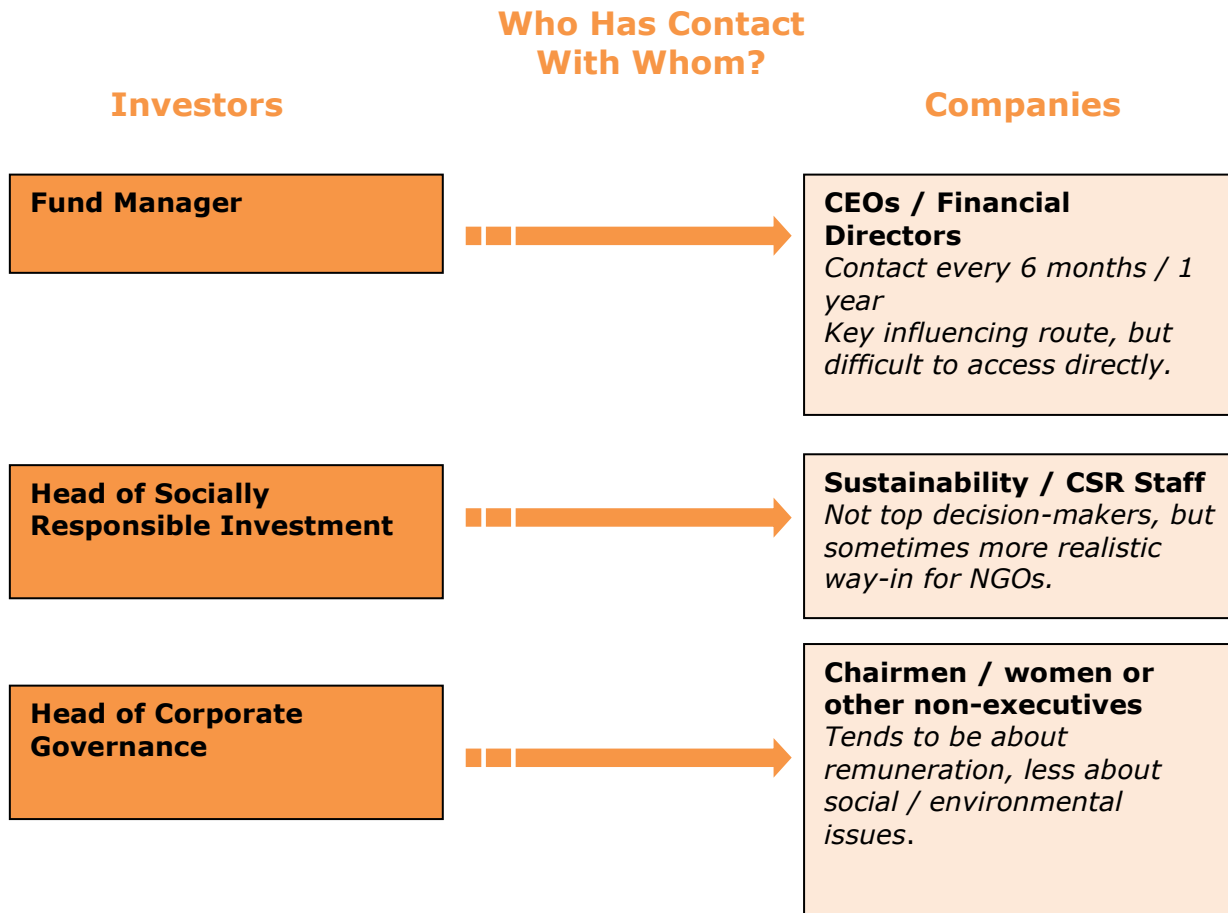 Who Has Contact
With Whom?
Investors
Companies
Fund Manager
CEOs / Financial
Directors
Contact every 6 months / 1
year
Key influencing route, but
difficult to access directly.
Head of Socially
Responsible Investment
Sustainability / CSR Staff
Not top decision-makers, but
sometimes more realistic
way-in for NGOs.
Head of Corporate
Governance
Chairmen / women or
other non-executives
Tends to be about
remuneration, less about
social / environmental
issues.